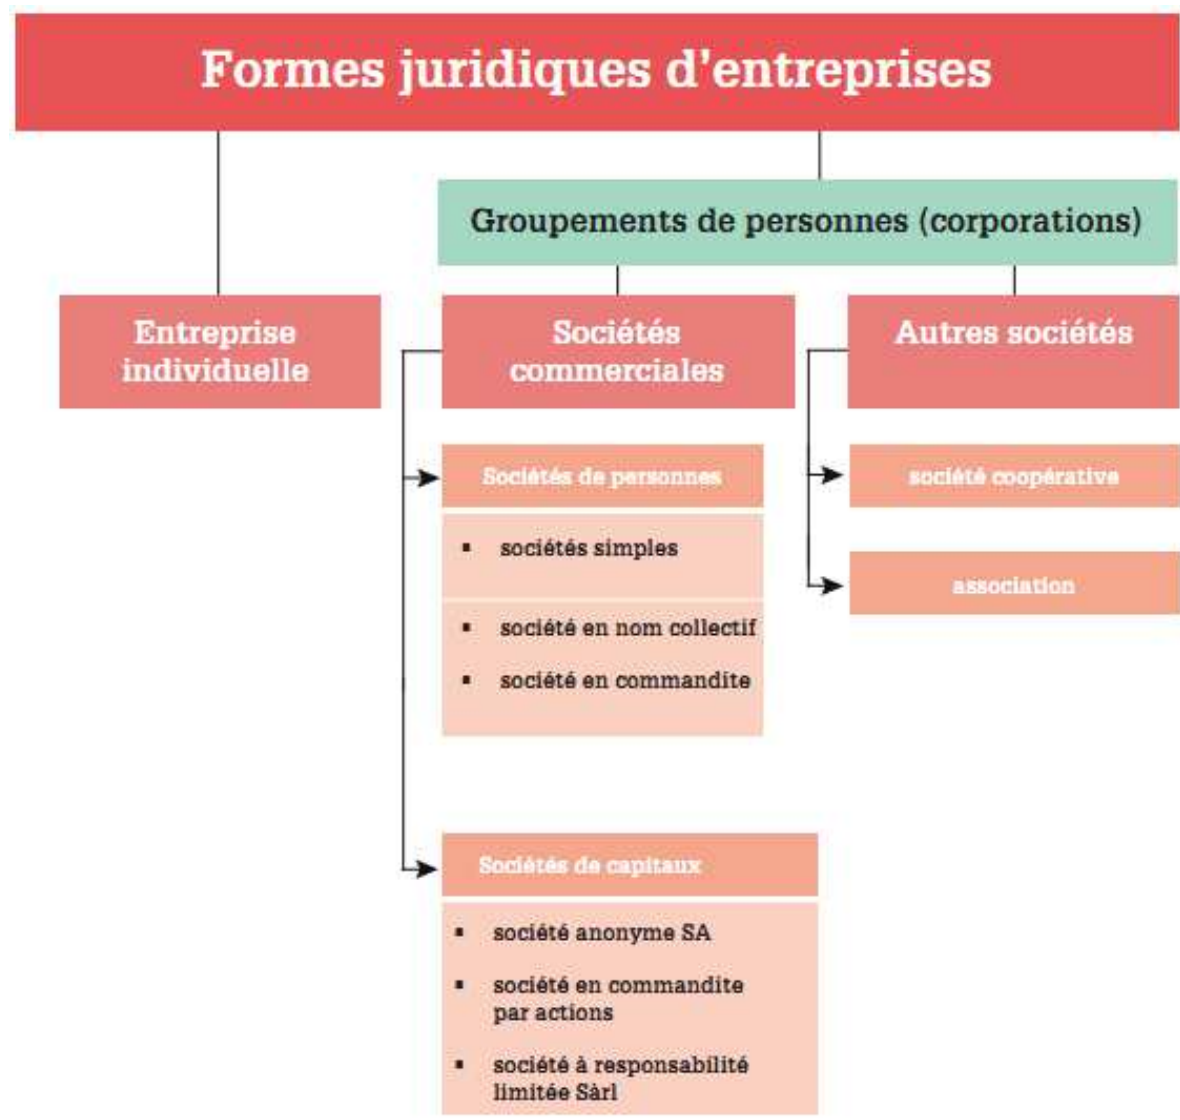 Formes juridiques d'entreprises
Groupements de personnes (corporations)
Entreprise
individuelle
Sociétés
commerciales
Autres sociétés
Sociétés de personnes
▪ sociétés simples
▪ société en nom collectif
▪ société en commandite
société coopérative
association
Sociétés de capitaux
▪ société anonyme SA
▪ société en commandite
par actions
▪ société à responsabilité
limitée Sàrl